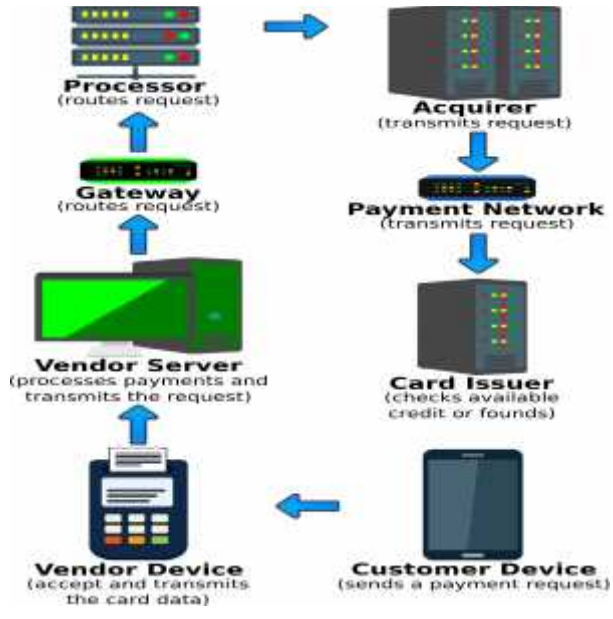 Processor
(routes request)
Acquirer
(transmits request)
Gateway
(routes request)
Payment Network
(transmits request)
Vendor Server
(processes payments and
transmits the request)
Card Issuer
(checks available
credit or founds)
Vendor Device
(accept and transmits
the card data)
Customer Device
(sends a payment request)